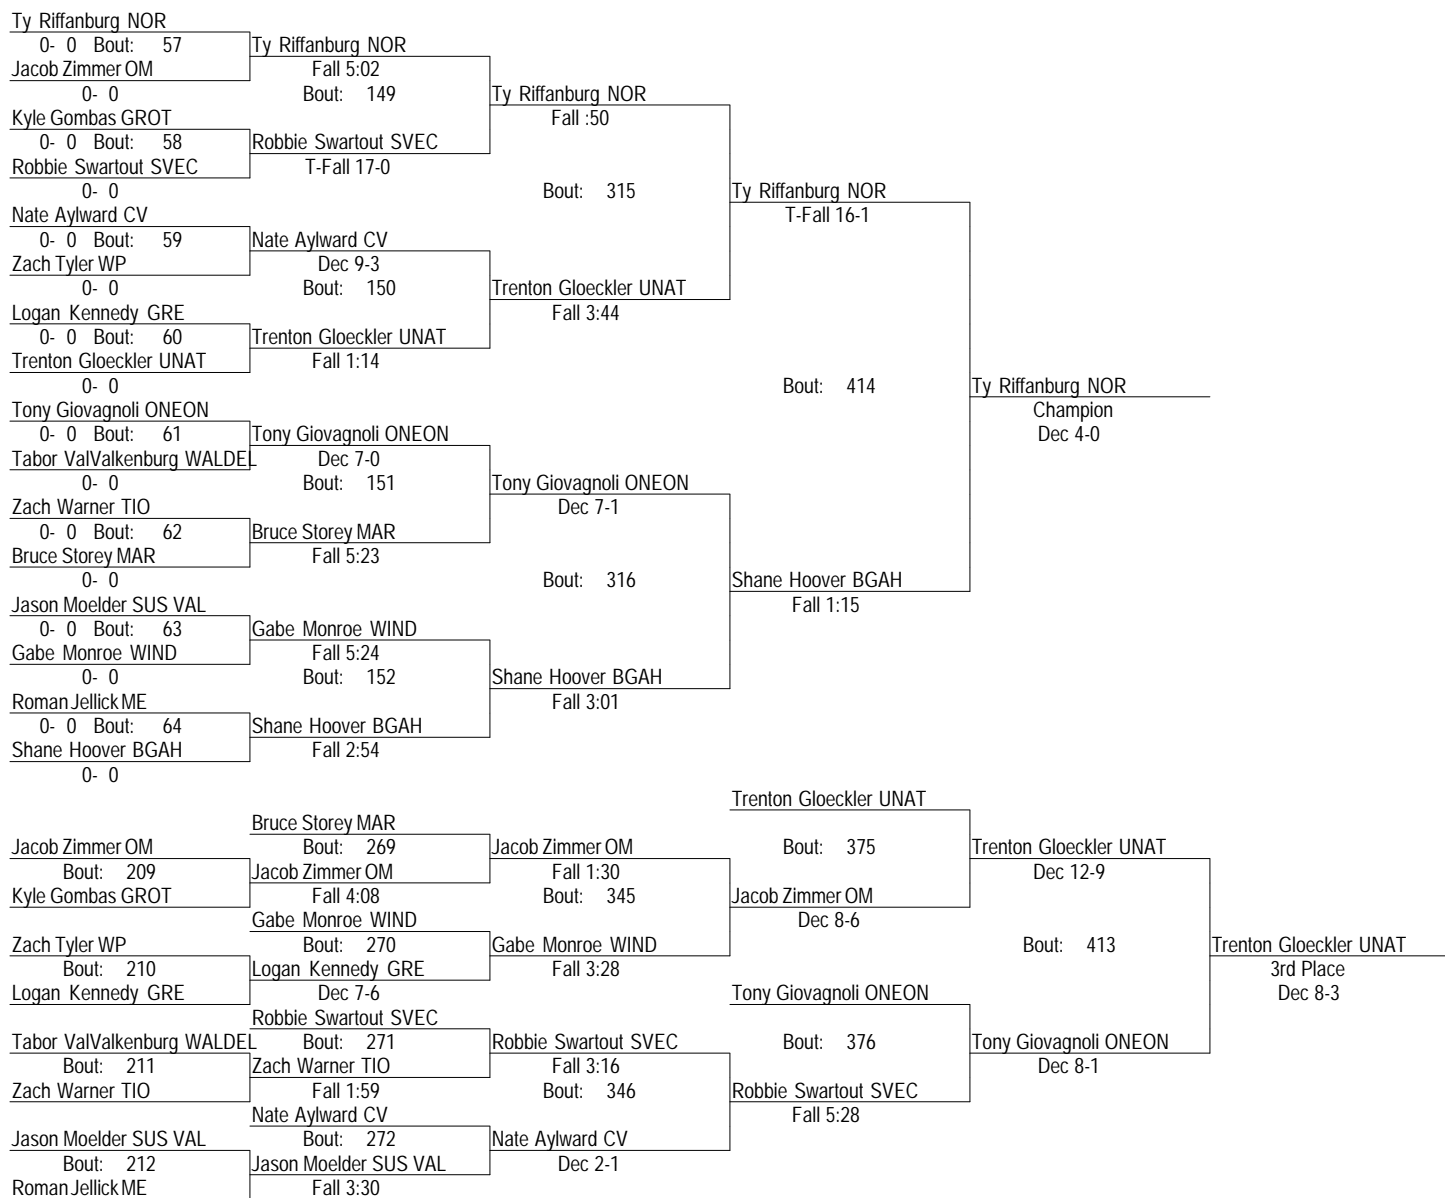 Ty Riffanburg NOR
0- 0 Bout: 57 Ty Riffanburg NOR
Jacob Zimmer OM Fall 5:02
0- 0 Bout: 149 Ty Riffanburg NOR
Kyle Gombas GROT Fall :50
0- 0 Bout: 58 Robbie Swartout SVEC
Robbie Swartout SVEC T-Fall 17-0
0- 0 Bout: 315 Ty Riffanburg NOR
Nate Aylward CV T-Fall 16-1
0- 0 Bout: 59 Nate Aylward CV
Zach Tyler WP Dec 9-3
0- 0 Bout: 150 Trenton Gloeckler UNAT
Logan Kennedy GRE Fall 3:44
0- 0 Bout: 60 Trenton Gloeckler UNAT
Trenton Gloeckler UNAT Fall 1:14
0- 0 Bout: 414 Ty Riffanburg NOR
Tony Giovagnoli ONEON Champion
0- 0 Bout: 61 Tony Giovagnoli ONEON Dec 4-0
Tabor ValValkenburg WALDEL Dec 7-0
0- 0 Bout: 151 Tony Giovagnoli ONEON
Zach Warner TIO Dec 7-1
0- 0 Bout: 62 Bruce Storey MAR
Bruce Storey MAR Fall 5:23
0- 0 Bout: 316 Shane Hoover BGAH
Jason Moelder SUS VAL Fall 1:15
0- 0 Bout: 63 Gabe Monroe WIND
Gabe Monroe WIND Fall 5:24
0- 0 Bout: 152 Shane Hoover BGAH
Roman Jellick ME Fall 3:01
0- 0 Bout: 64 Shane Hoover BGAH
Shane Hoover BGAH Fall 2:54
0- 0
Trenton Gloeckler UNAT
Bruce Storey MAR
Jacob Zimmer OM Bout: 269 Jacob Zimmer OM Bout: 375 Trenton Gloeckler UNAT
Bout: 209 Jacob Zimmer OM Fall 1:30 Dec 12-9
Kyle Gombas GROT Fall 4:08 Bout: 345 Jacob Zimmer OM
Gabe Monroe WIND Dec 8-6
Zach Tyler WP Bout: 270 Gabe Monroe WIND Bout: 413 Trenton Gloeckler UNAT
Bout: 210 Logan Kennedy GRE Fall 3:28 3rd Place
Logan Kennedy GRE Dec 7-6 Tony Giovagnoli ONEON Dec 8-3
Robbie Swartout SVEC
Tabor ValValkenburg WALDEL Bout: 271 Robbie Swartout SVEC Bout: 376 Tony Giovagnoli ONEON
Bout: 211 Zach Warner TIO Fall 3:16 Dec 8-1
Zach Warner TIO Fall 1:59 Bout: 346 Robbie Swartout SVEC
Nate Aylward CV Fall 5:28
Jason Moelder SUS VAL Bout: 272 Nate Aylward CV
Bout: 212 Jason Moelder SUS VAL Dec 2-1
Roman Jellick ME Fall 3:30